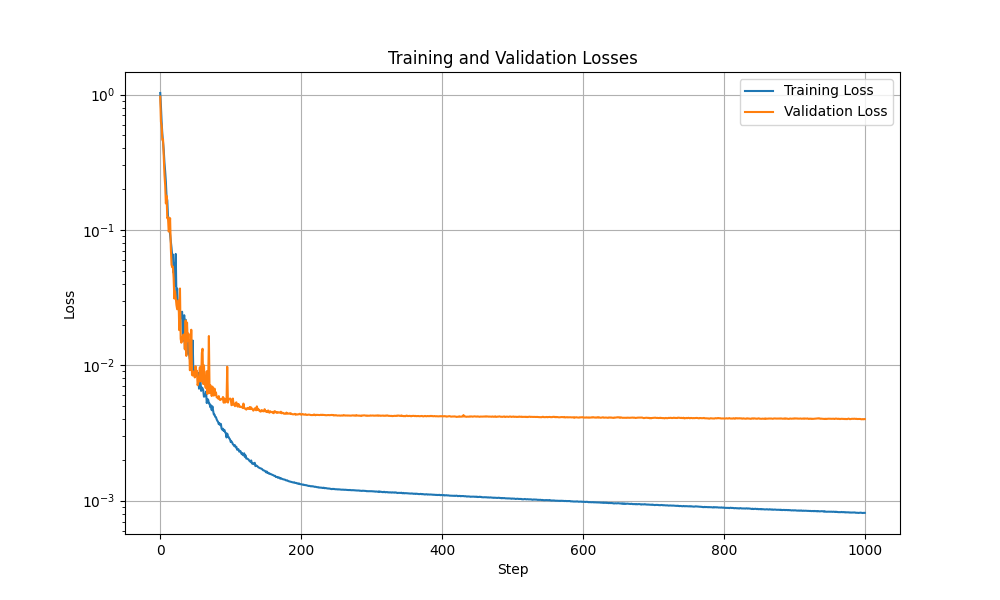 Training and Validation Losses
Training Loss
Validation Loss
Loss
10⁰
10⁻¹
10⁻²
10⁻³
0 200 400 600 800 1000
Step